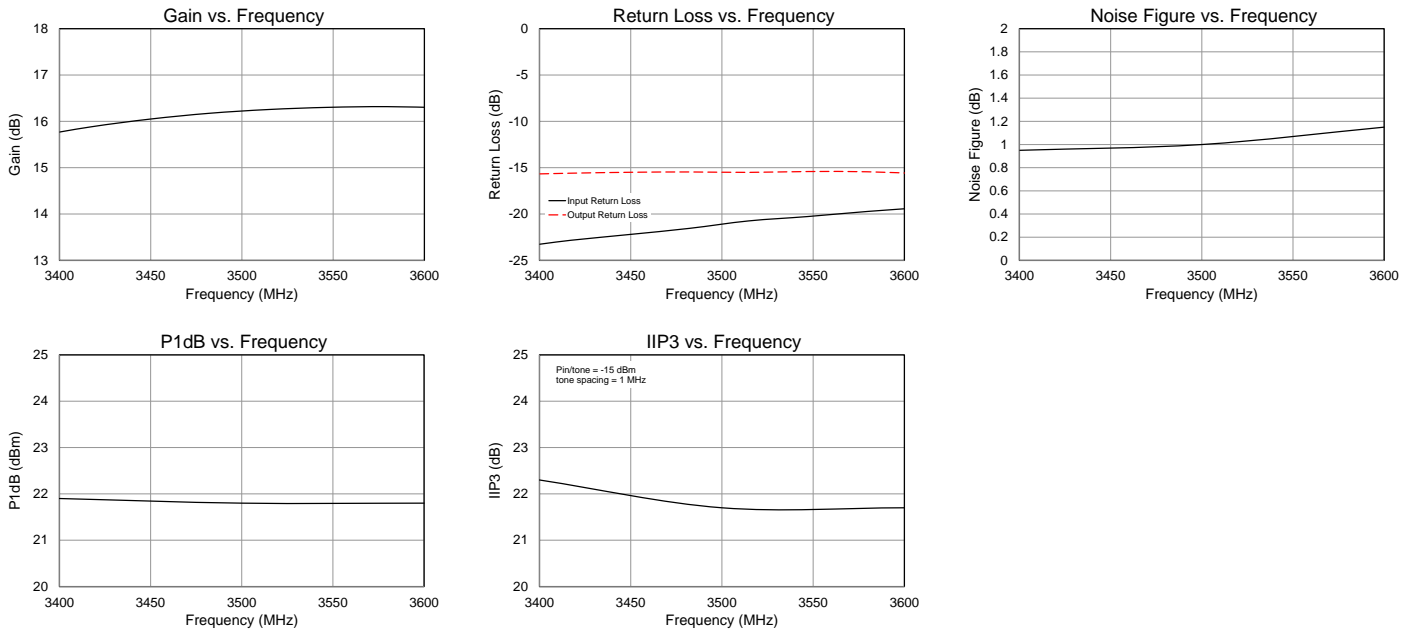 Gain vs. Frequency
18
17
16
15
14
13
Gain (dB)
3400 3450 3500 3550 3600
Frequency (MHz)
Return Loss vs. Frequency
0
-5
-10
-15
-20
-25
Return Loss (dB)
Input Return Loss
Output Return Loss
3400 3450 3500 3550 3600
Frequency (MHz)
Noise Figure vs. Frequency
2
1.8
1.6
1.4
1.2
1
0.8
0.6
0.4
0.2
0
Noise Figure (dB)
3400 3450 3500 3550 3600
Frequency (MHz)
P1dB vs. Frequency
25
24
23
22
21
20
P1dB (dBm)
3400 3450 3500 3550 3600
Frequency (MHz)
IIP3 vs. Frequency
25
24
23
22
21
20
IIP3 (dB)
Pin/tone = -15 dBm
tone spacing = 1 MHz
3400 3450 3500 3550 3600
Frequency (MHz)